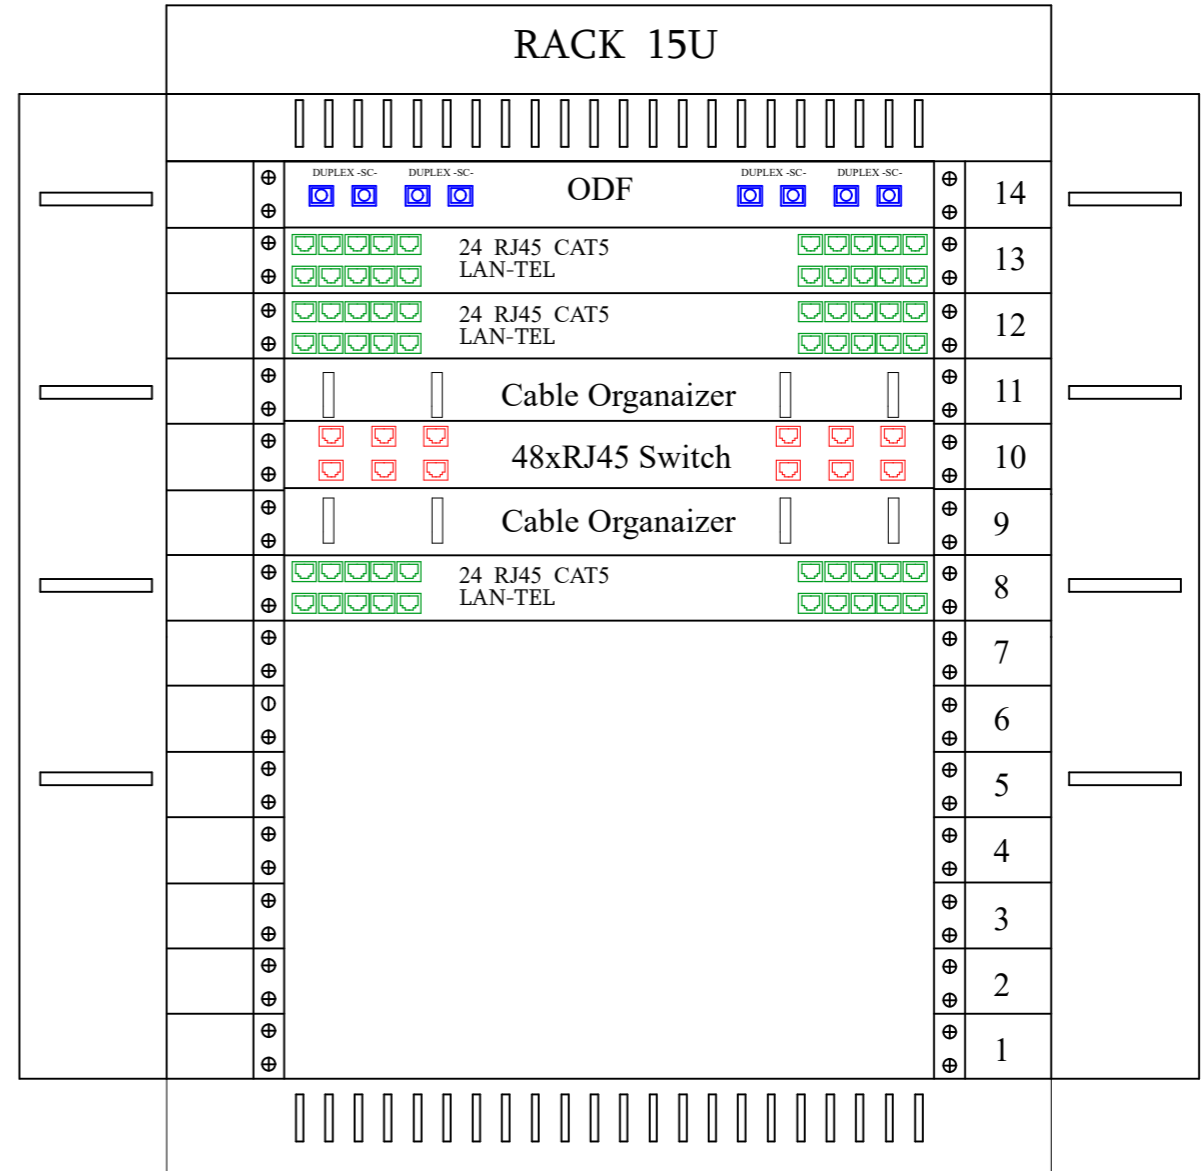 RACK 15U
DUPLEX -SC- DUPLEX -SC- ODF DUPLEX -SC- DUPLEX -SC- 14
24 RJ45 CAT5
LAN-TEL
13
24 RJ45 CAT5
LAN-TEL
12
Cable Organaizer 11
48xRJ45 Switch 10
Cable Organaizer 9
24 RJ45 CAT5
LAN-TEL
8
7
6
5
4
3
2
1